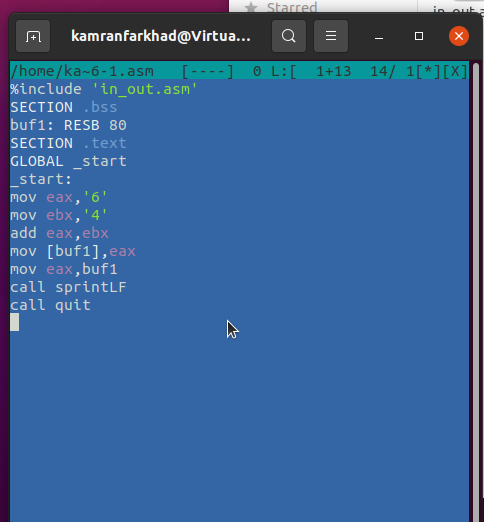 Starred
in_out.a
kamranfarkhad@Virtua...
/home/ka~6-1.asm   [----]  0 L:[  1+13  14/ 1[*][X]
%include 'in_out.asm'
SECTION .bss
buf1: RESB 80
SECTION .text
GLOBAL _start
_start:
mov eax,'6'
mov ebx,'4'
add eax,ebx
mov [buf1],eax
mov eax,buf1
call sprintLF
call quit